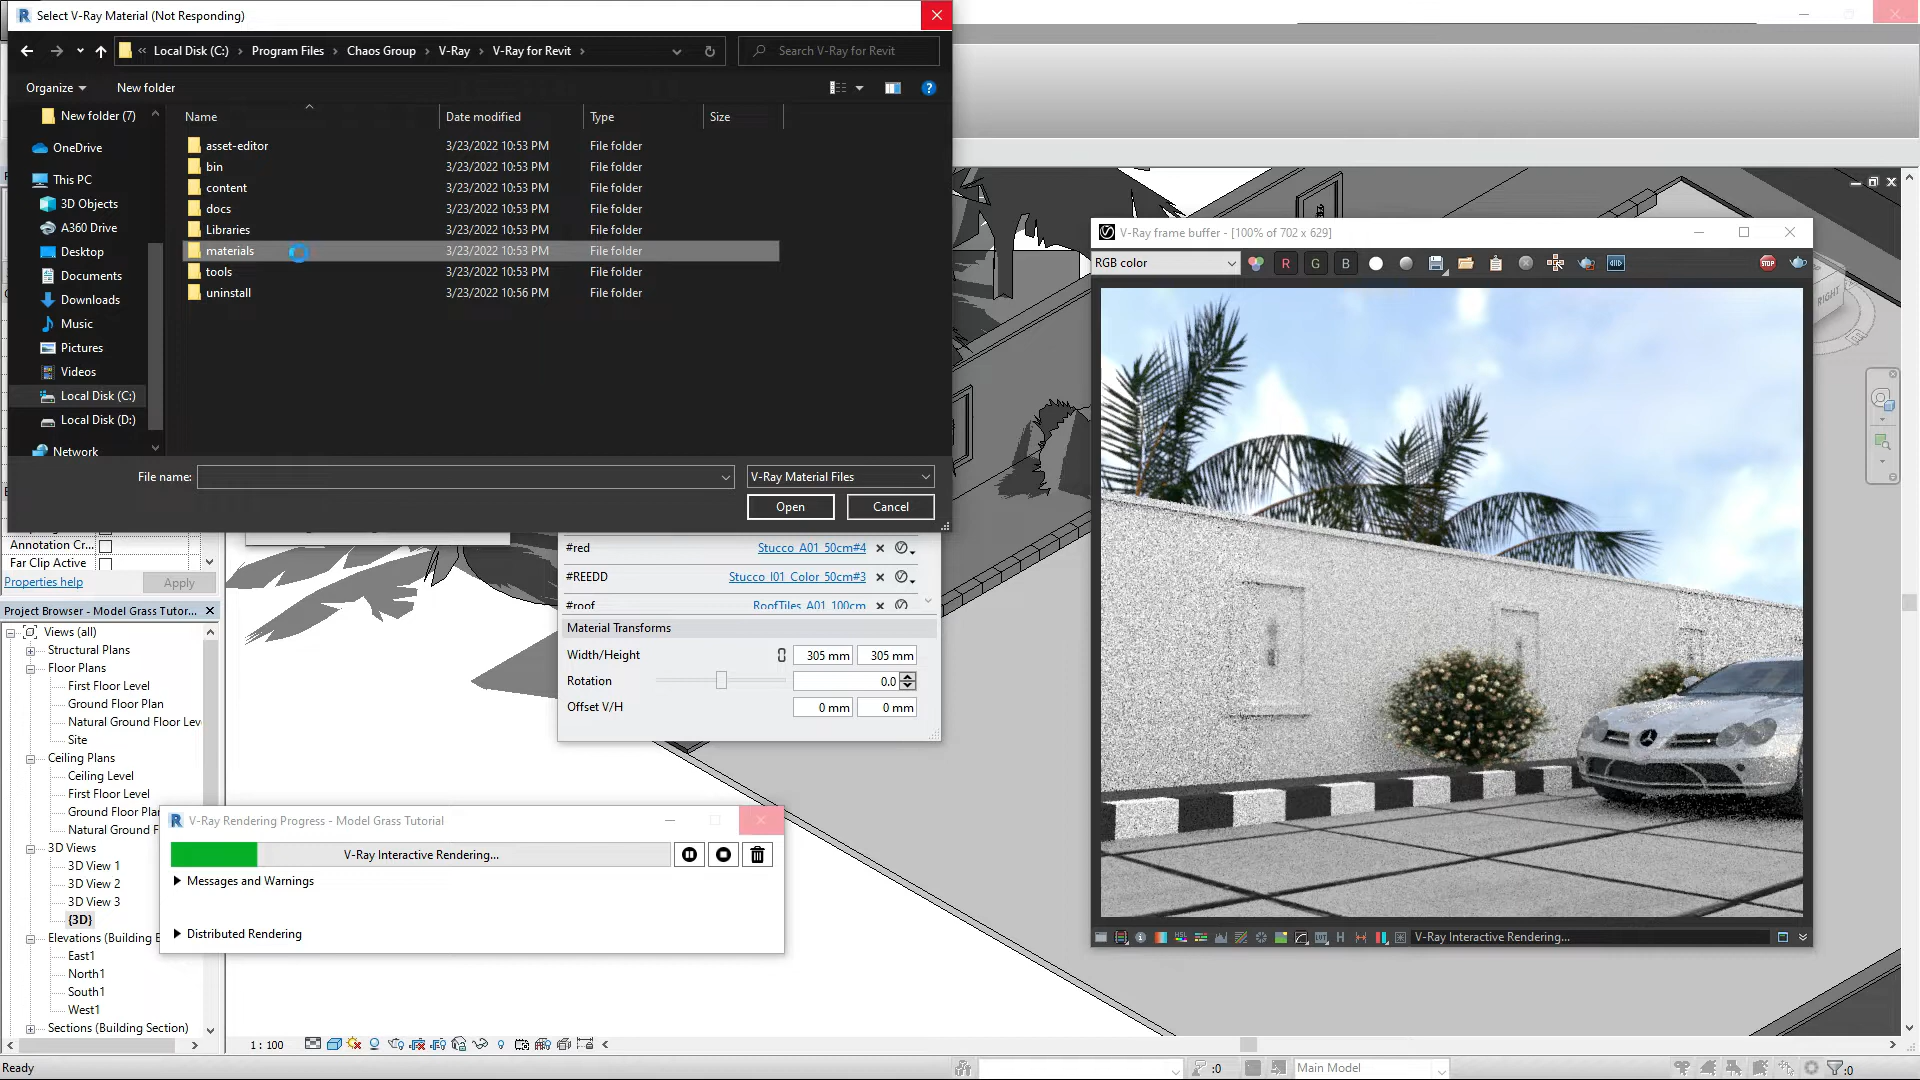 Select V-Ray Material (Not Responding)
« Local Disk (C:) > Program Files > Chaos Group > V-Ray > V-Ray for Revit >
Search V-Ray for Revit
Organize
New folder
Name Date modified Type Size
asset-editor 3/23/2022 10:53 PM File folder
bin 3/23/2022 10:53 PM File folder
content 3/23/2022 10:53 PM File folder
docs 3/23/2022 10:53 PM File folder
Libraries 3/23/2022 10:53 PM File folder
materials 3/23/2022 10:53 PM File folder
tools 3/23/2022 10:53 PM File folder
uninstall 3/23/2022 10:56 PM File folder
New folder (7)
OneDrive
This PC
3D Objects
A360 Drive
Desktop
Documents
Downloads
Music
Pictures
Videos
Local Disk (C:)
Local Disk (D:)
Network
File name:
V-Ray Material Files
Open
Cancel
Annotation Cr...
Far Clip Active
Properties help
Apply
#red Stucco_A01_50cm#4
#REEDD Stucco_I01_Color_50cm#3
#roof RoofTiles_A01_100cm
Material Transforms
Width/Height 305 mm 305 mm
Rotation 0.0
Offset V/H 0 mm 0 mm
Project Browser - Model Grass Tutor...
Views (all)
Structural Plans
Floor Plans
First Floor Level
Ground Floor Plan
Natural Ground Floor Lev
Site
Ceiling Plans
Ceiling Level
First Floor Level
Ground Floor Plan
Natural Ground F
3D Views
3D View 1
3D View 2
3D View 3
{3D}
Elevations (Building E
East1
North1
South1
West1
Sections (Building Section)
V-Ray Rendering Progress - Model Grass Tutorial
V-Ray Interactive Rendering...
Messages and Warnings
Distributed Rendering
V-Ray frame buffer - [100% of 702 x 629]
RGB color
R
G
B
STOP
RIGHT
HSL
LUT
H
V-Ray Interactive Rendering...
1 : 100
Ready
:0
Main Model
:0